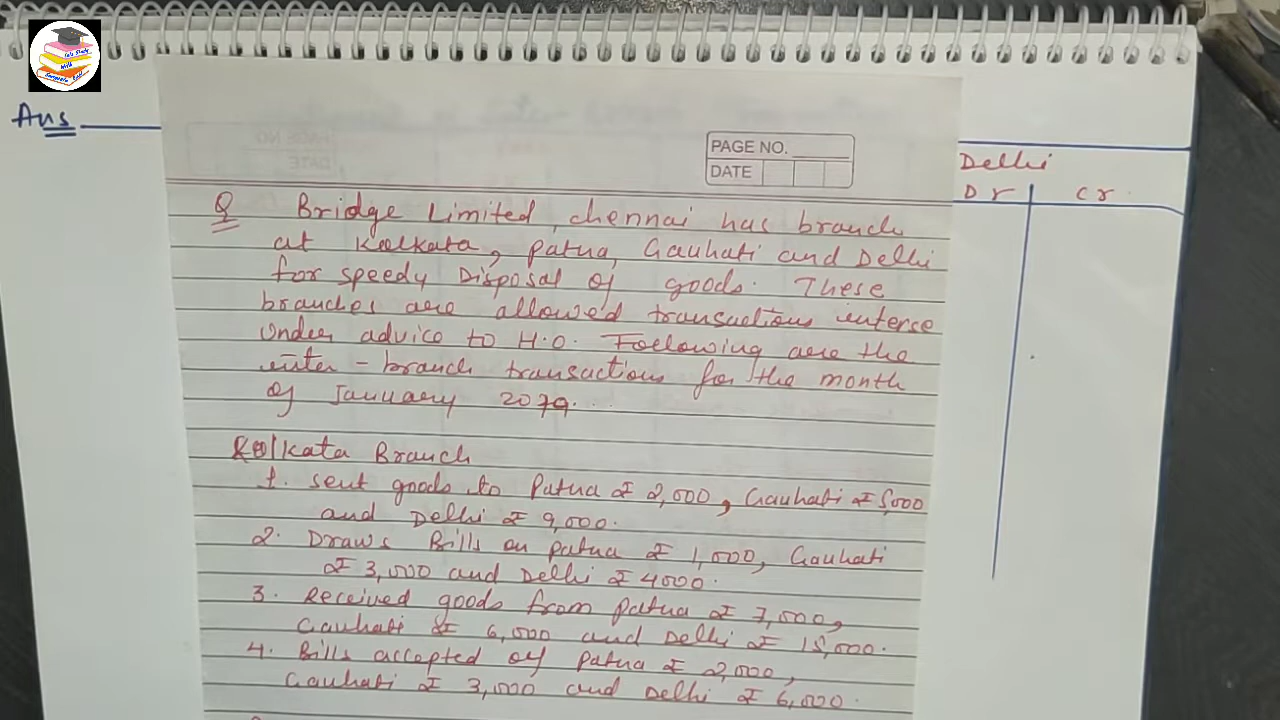 Lets Study
With
Ans
PAGE NO.
DATE
Delhi
Dr Cr.
Q Bridge Limited, chennai has branch
at Kolkata, patna, Gauhati and Delhi
for speedy Disposal of goods. These
branches are allowed transactions interse
under advice to H.O. Following are the
inter-branch transactions for the month
of January 2079.
Kolkata Branch
1. sent goods to Patna ₹ 2,000, Gauhati ₹ 5,000
and Delhi ₹ 9,000.
2. Draws Bills on patna ₹ 1,000, Gauhati
₹ 3,000 and Delhi ₹ 4000.
3. Received goods from patna ₹ 7,000,
Gauhati ₹ 6,000 and Delhi ₹ 15,000.
4. Bills accepted of patna ₹ 2,000,
Gauhati ₹ 3,000 and Delhi ₹ 6,000.